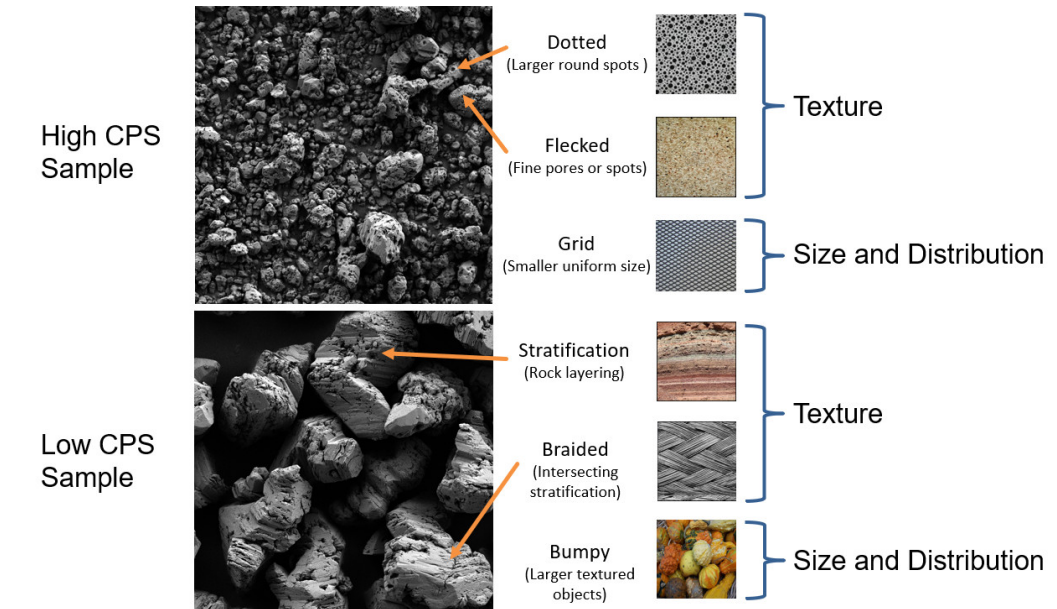 High CPS
Sample
Dotted
(Larger round spots )
Flecked
(Fine pores or spots)
Texture
Grid
(Smaller uniform size)
Size and Distribution
Low CPS
Sample
Stratification
(Rock layering)
Braided
(Intersecting
stratification)
Texture
Bumpy
(Larger textured
objects)
Size and Distribution